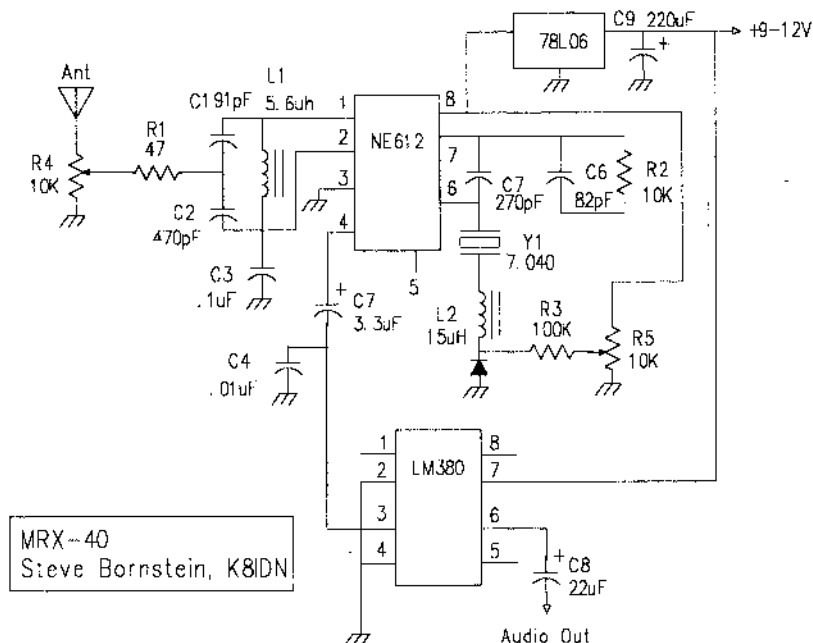 C9 220uF
+9-12V
78L06
+
Ant
L1
C1 91pF 5.6uh
1
8
R1
47
2
NE612
7
R4
10K
3
6
C7
270pF
C6
82pF
R2
10K
C2
470pF
4
Y1
7.040
5
C3
.1uF
+
C7
3.3uF
L2
15uH
R3
100K
R5
10K
C4
.01uF
1
LM380
8
2
7
3
6
4
5
+
C8
22uF
MRX-40
Steve Bornstein, K8IDN
Audio Out